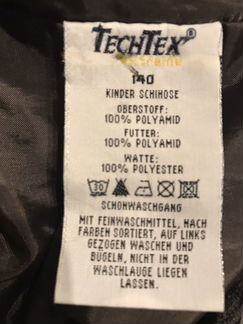 TECHTEX®
extreme
140
KINDER SCHIHOSE
OBERSTOFF:
100% POLYAMID
FUTTER:
100% POLYAMID
WATTE:
100% POLYESTER
30
SCHONWASCHGANG
MIT FEINWASCHMITTEL, NACH
FARBEN SORTIERT, AUF LINKS
GEZOGEN WASCHEN UND
BÜGELN, NICHT IN DER
WASCHLAUGE LIEGEN
LASSEN.